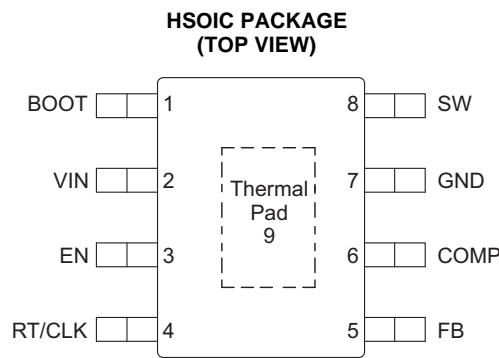 HSOIC PACKAGE
(TOP VIEW)
BOOT 1 8 SW
VIN 2 7 GND
Thermal
Pad
9
EN 3 6 COMP
RT/CLK 4 5 FB